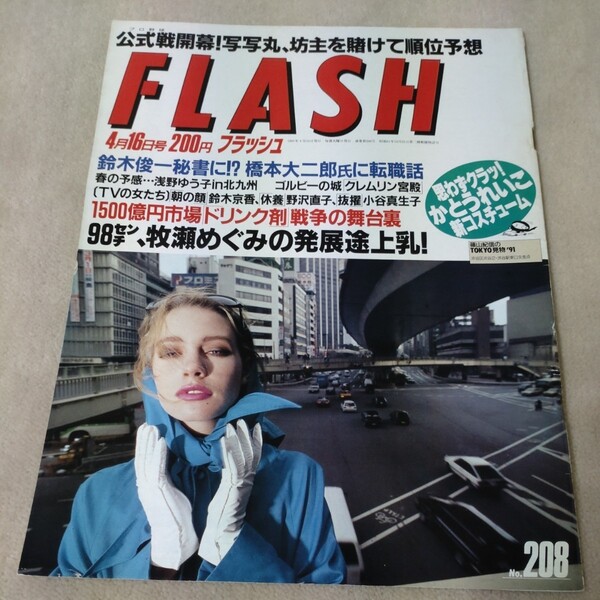 公式戦開幕!写写丸、坊主を賭けて順位予想
FLASH
4月16日号 200円 フラッシュ
鈴木俊一秘書に!? 橋本大二郎氏に転職話
春の予感…浅野ゆう子in北九州 ゴルビーの城「クレムリン宮殿」
〔TVの女たち〕朝の顔 鈴木京香、休養 野沢直子、抜擢 小谷真生子
1500億円市場「ドリンク剤」戦争の舞台裏
98センチ、牧瀬めぐみの発展途上乳!
思わずクラッ!
かとうれいこ
新コスチューム
篠山紀信の
TOKYO見物'91
No.208